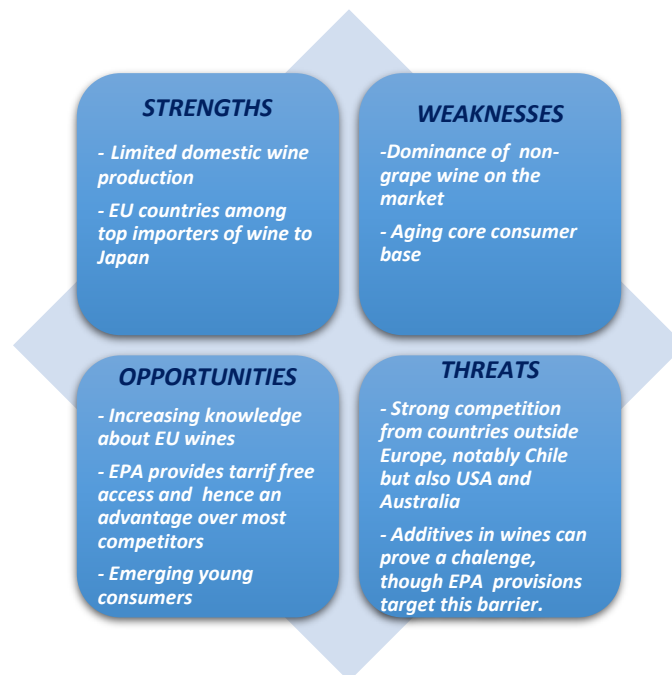 STRENGTHS
- Limited domestic wine
production
- EU countries among
top importers of wine to
Japan
WEAKNESSES
-Dominance of non-
grape wine on the
market
- Aging core consumer
base
OPPORTUNITIES
- Increasing knowledge
about EU wines
- EPA provides tarrif free
access and hence an
advantage over most
competitors
- Emerging young
consumers
THREATS
- Strong competition
from countries outside
Europe, notably Chile
but also USA and
Australia
- Additives in wines can
prove a chalenge,
though EPA provisions
target this barrier.